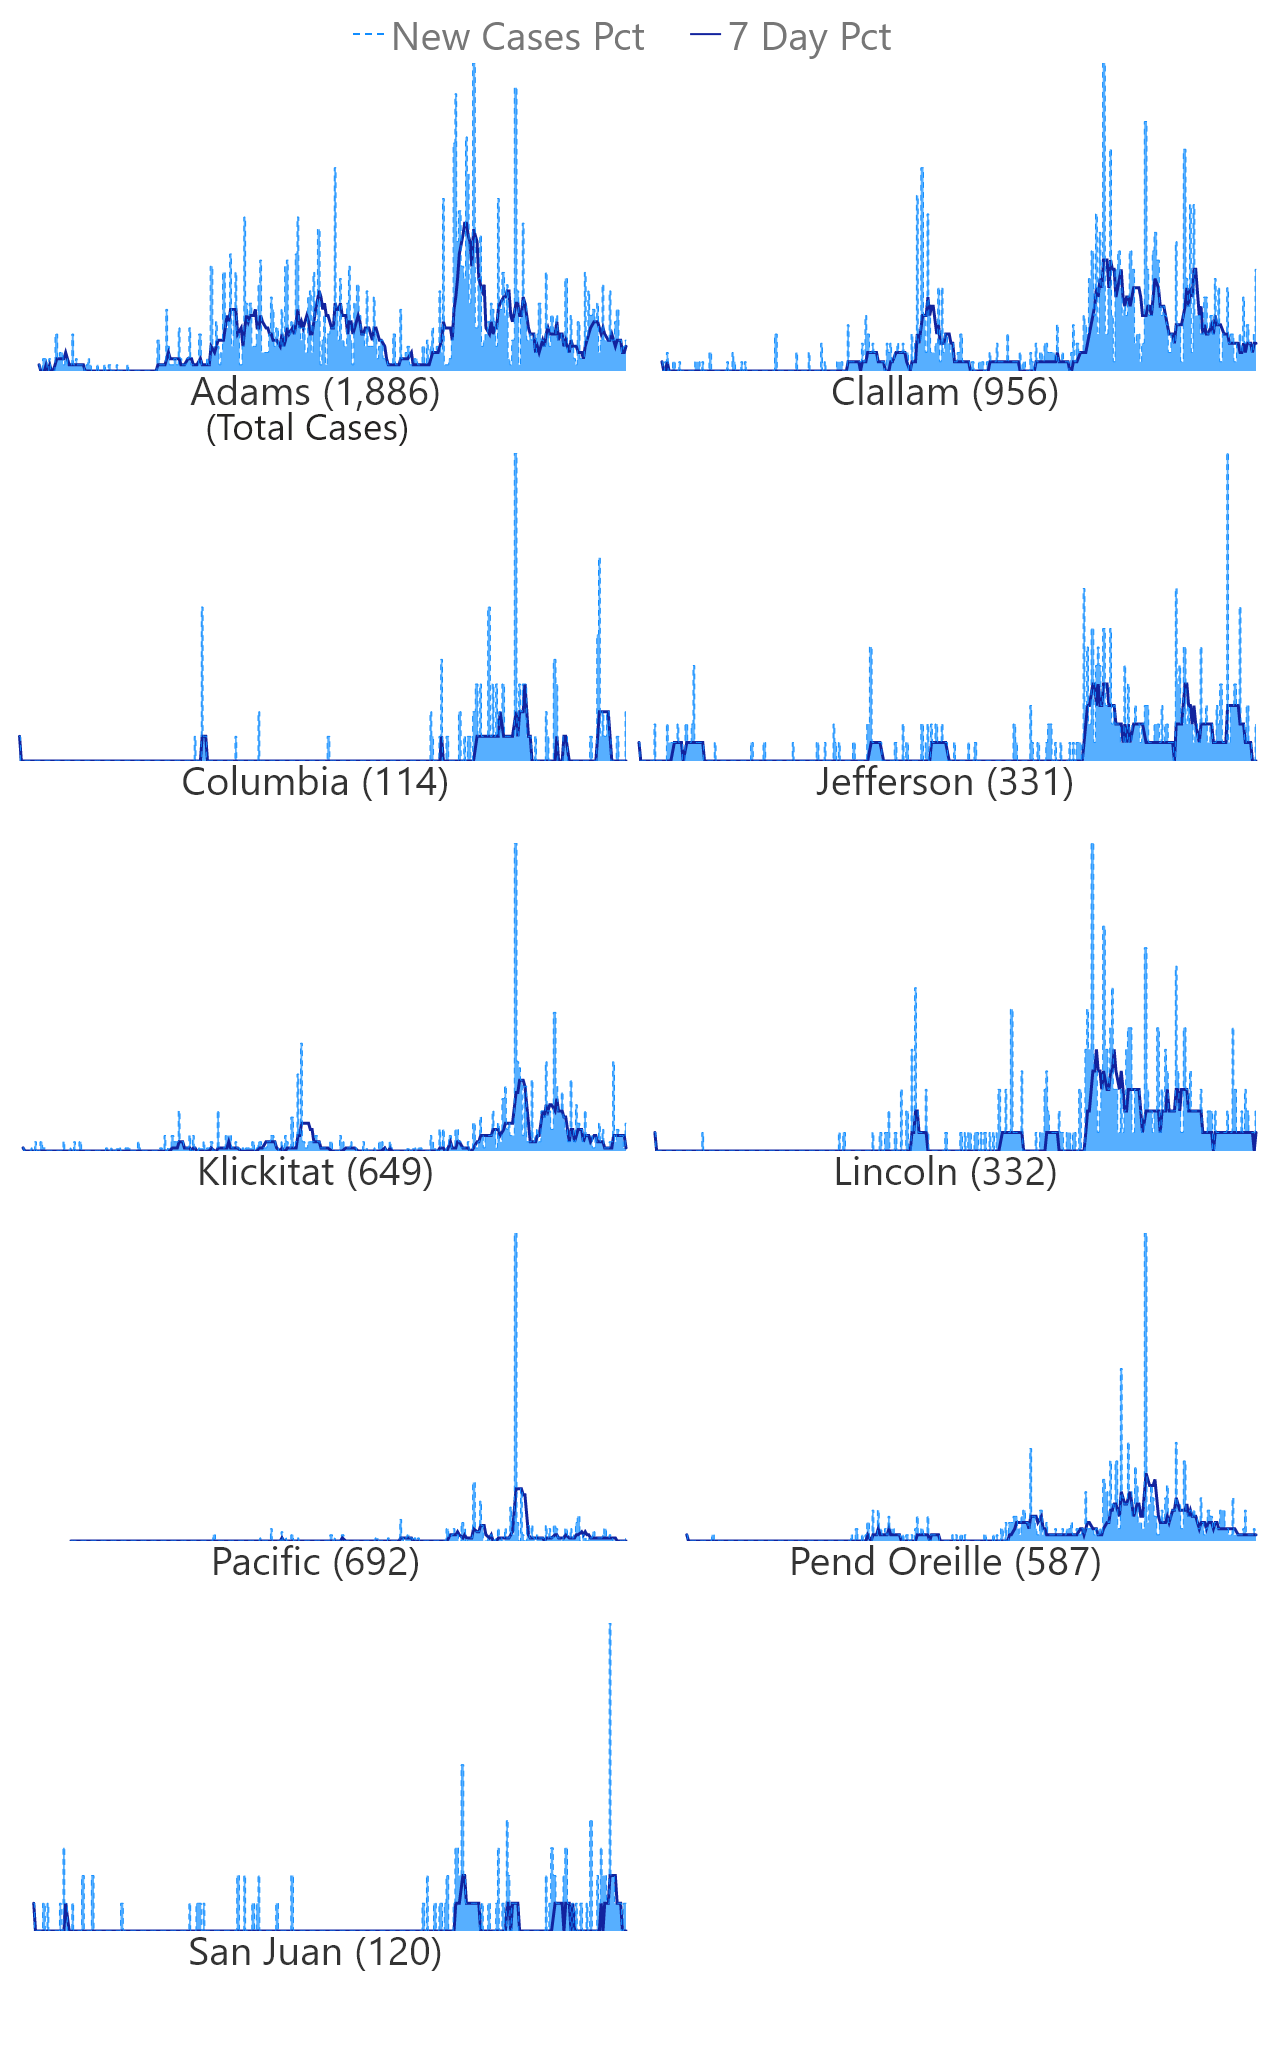 New Cases Pct 7 Day Pct
Adams (1,886) Clallam (956)
(Total Cases)
Columbia (114) Jefferson (331)
Klickitat (649) Lincoln (332)
Pacific (692) Pend Oreille (587)
San Juan (120)